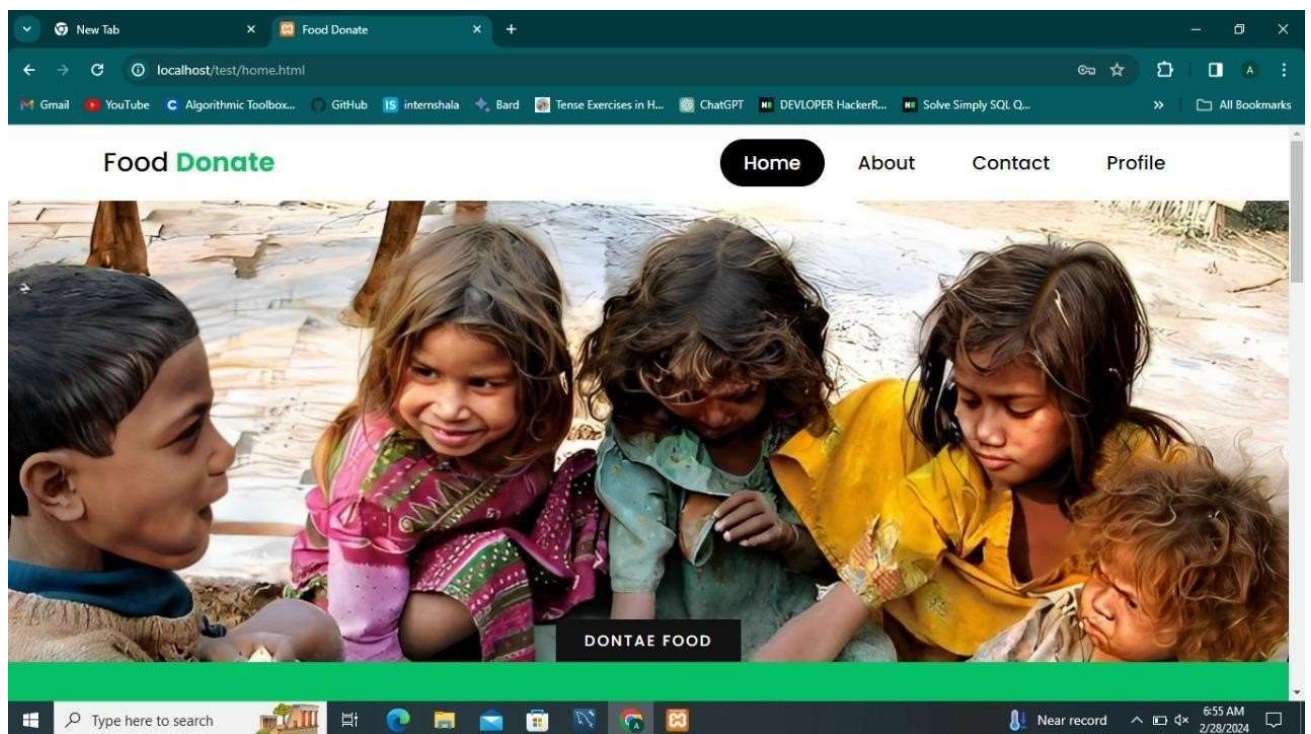 New Tab
Food Donate
localhost/test/home.html
Gmail YouTube Algorithmic Toolbox... GitHub internshala Bard Tense Exercises in H... ChatGPT DEVLOPER HackerR... Solve Simply SQL Q... » All Bookmarks
Food Donate Home About Contact Profile
DONTAE FOOD
Type here to search Near record 6:55 AM
2/28/2024